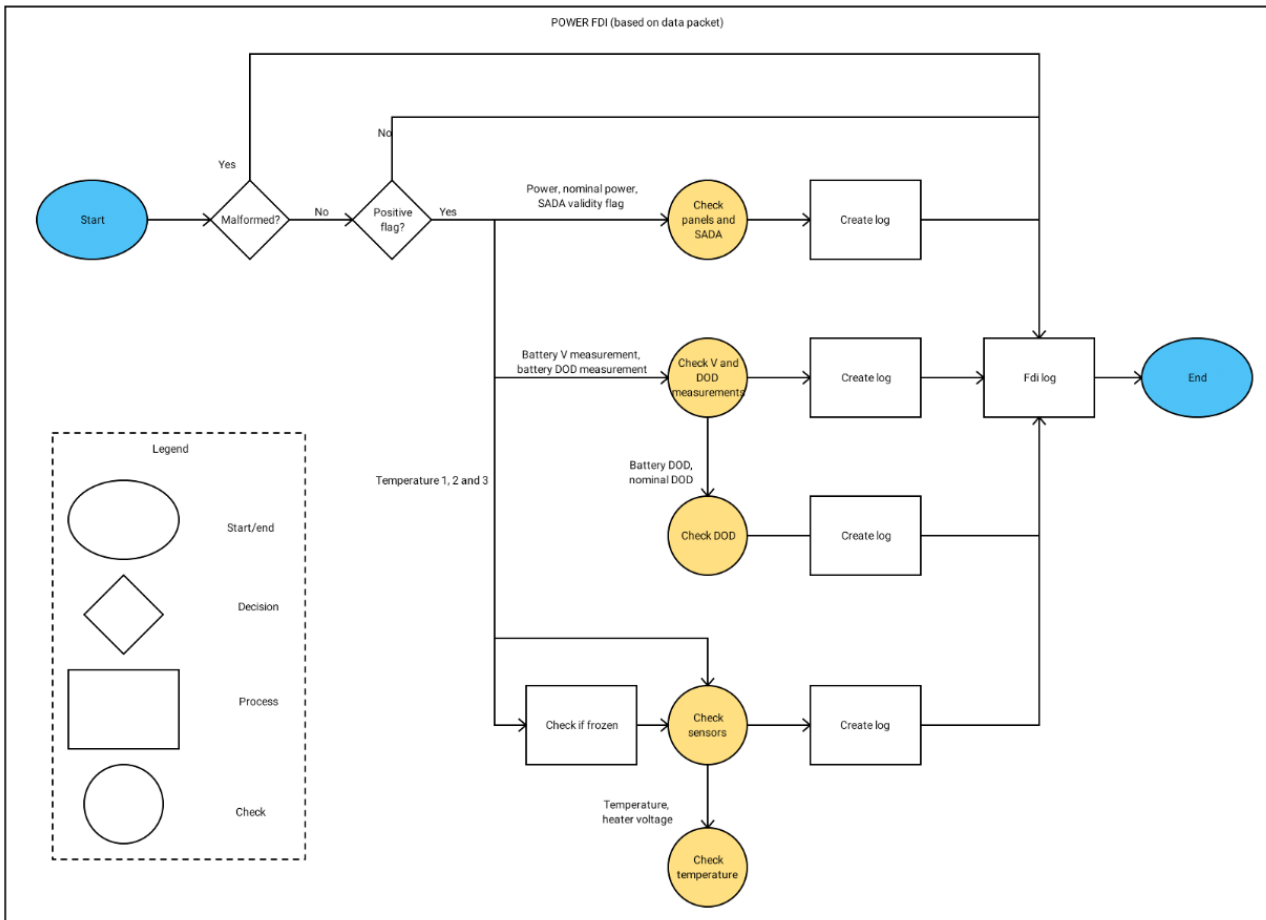 POWER FDI (based on data packet)
No
Yes
Start
Malformed?
No
Positive
flag?
Yes
Power, nominal power,
SADA validity flag
Check
panels and
SADA
Create log
Battery V measurement,
battery DOD measurement
Check V and
DOD
measurements
Create log
Fdi log
End
Legend
Start/end
Decision
Process
Check
Temperature 1, 2 and 3
Battery DOD,
nominal DOD
Check DOD
Create log
Check if frozen
Check
sensors
Create log
Temperature,
heater voltage
Check
temperature